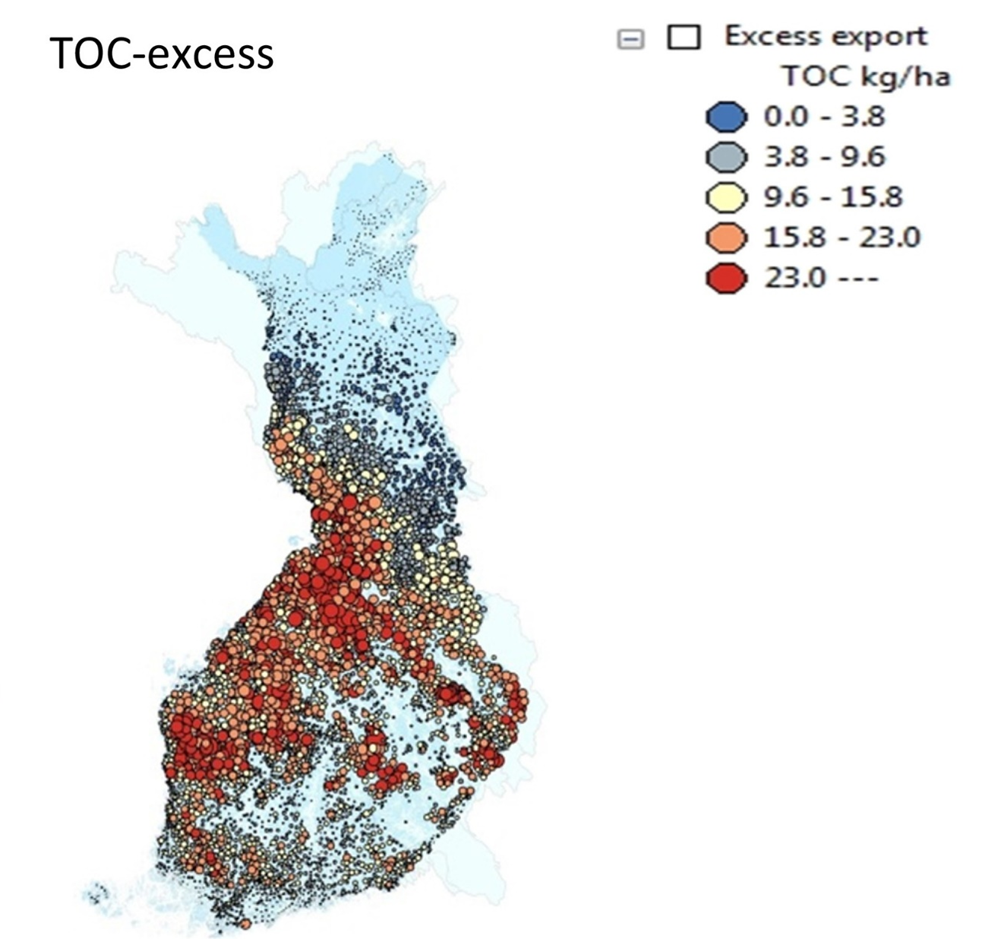 TOC-excess
Excess export
TOC kg/ha
0.0 - 3.8
3.8 - 9.6
9.6 - 15.8
15.8 - 23.0
23.0 ---